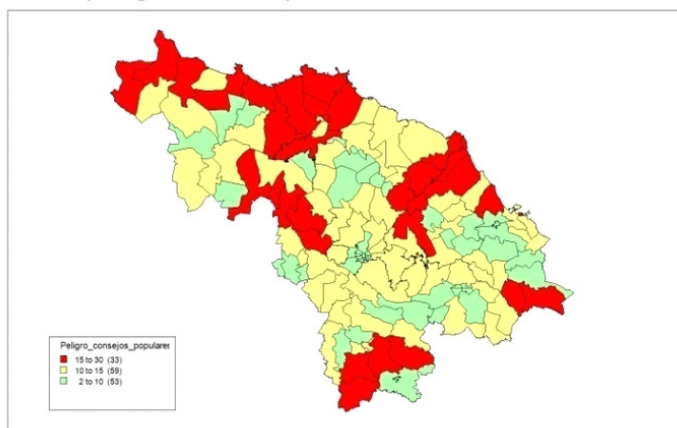 Peligro_consejos_populares
15 to 30 (33)
10 to 15 (59)
2 to 10 (53)